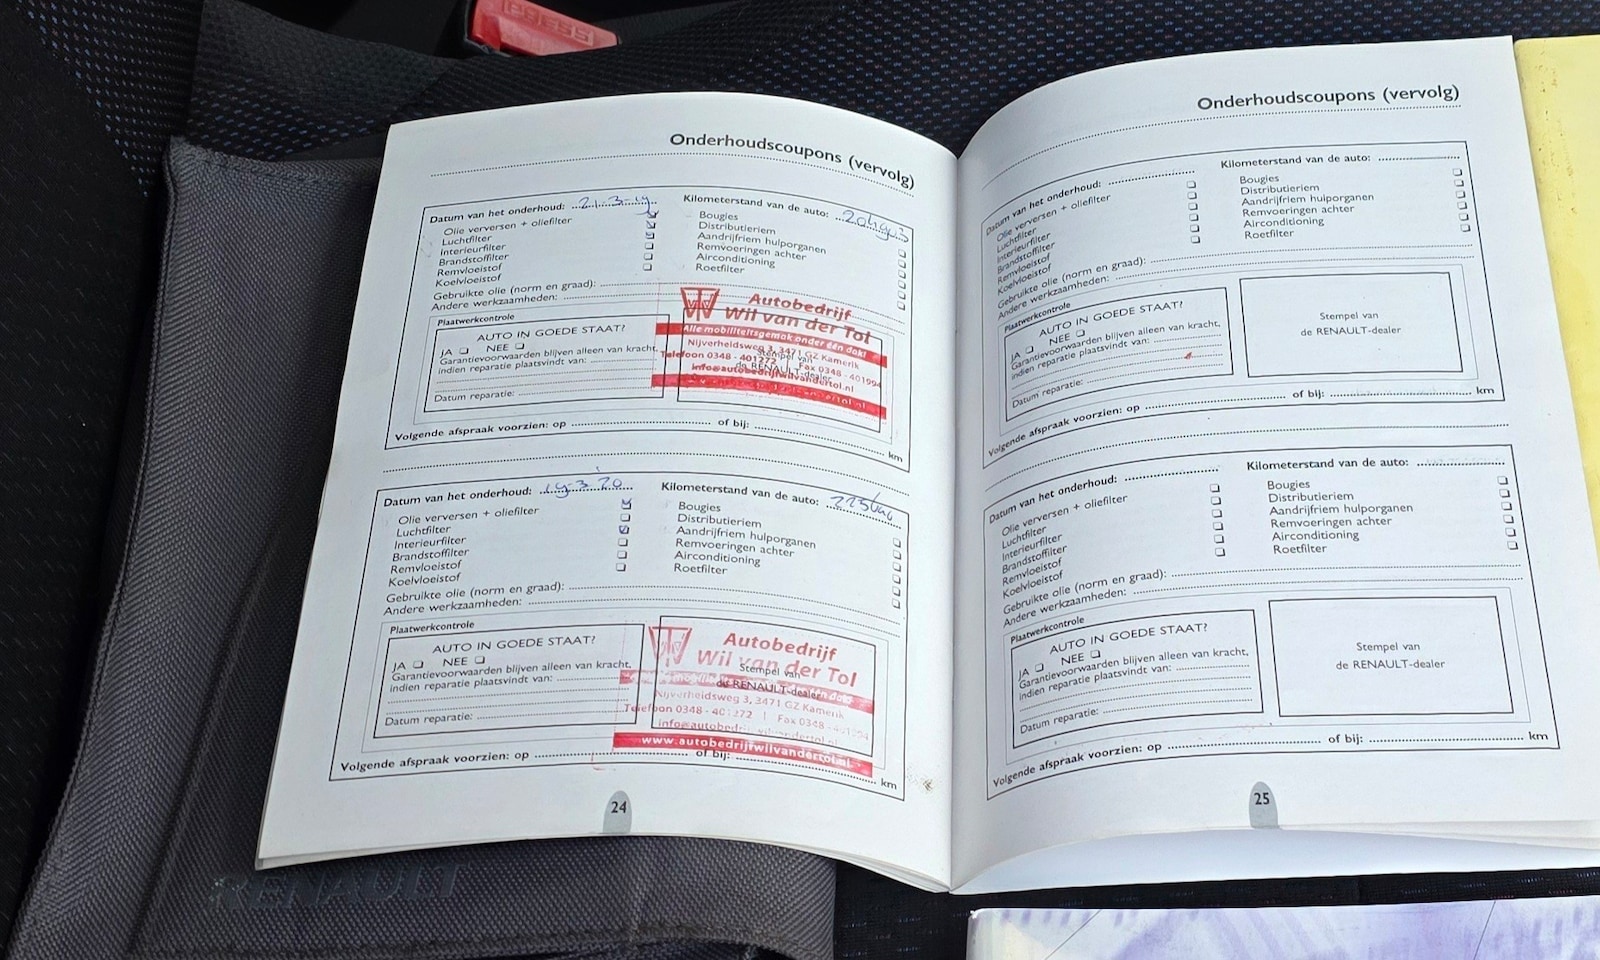 PRESS
Onderhoudscoupons (vervolg)
Datum van het onderhoud: 21-3-19
Kilometerstand van de auto:
Olie verversen + oliefilter
Luchtfilter
Interieurfilter
Brandstoffilter
Remvloeistof
Koelvloeistof
Bougies
Distributieriem
Aandrijfriem hulporganen
Remvoeringen achter
Airconditioning
Roetfilter
Gebruikte olie (norm en graad):
Andere werkzaamheden:
Plaatwerkcontrole
AUTO IN GOEDE STAAT?
JA NEE
Garantievoorwaarden blijven alleen van kracht,
indien reparatie plaatsvindt van:
Datum reparatie:
Autobedrijf
Wil van der Tol
Alle mobiliteitsgemak onder één dak!
Nijverheidsweg 3, 3471 GZ Kamerik
Telefoon 0348 - 401272 Fax 0348 - 401994
info@autobedrijfwilvandertol.nl
Stempel van
de RENAULT-dealer
Volgende afspraak voorzien: op of bij: km
Datum van het onderhoud: 19-3-20
Kilometerstand van de auto:
Olie verversen + oliefilter
Luchtfilter
Interieurfilter
Brandstoffilter
Remvloeistof
Koelvloeistof
Bougies
Distributieriem
Aandrijfriem hulporganen
Remvoeringen achter
Airconditioning
Roetfilter
Gebruikte olie (norm en graad):
Andere werkzaamheden:
Plaatwerkcontrole
AUTO IN GOEDE STAAT?
JA NEE
Garantievoorwaarden blijven alleen van kracht,
indien reparatie plaatsvindt van:
Datum reparatie:
Autobedrijf
Wil van der Tol
Stempel van
de RENAULT-dealer
Nijverheidsweg 3, 3471 GZ Kamerik
Telefoon 0348 - 401272 | Fax 0348 -
www.autobedrijfwilvandertol.nl
Volgende afspraak voorzien: op of bij: km
24
Onderhoudscoupons (vervolg)
Datum van het onderhoud:
Kilometerstand van de auto:
Olie verversen + oliefilter
Luchtfilter
Interieurfilter
Brandstoffilter
Remvloeistof
Koelvloeistof
Bougies
Distributieriem
Aandrijfriem hulporganen
Remvoeringen achter
Airconditioning
Roetfilter
Gebruikte olie (norm en graad):
Andere werkzaamheden:
Plaatwerkcontrole
AUTO IN GOEDE STAAT?
JA NEE
Garantievoorwaarden blijven alleen van kracht,
indien reparatie plaatsvindt van:
Datum reparatie:
Stempel van
de RENAULT-dealer
Volgende afspraak voorzien: op of bij: km
Datum van het onderhoud:
Kilometerstand van de auto:
Olie verversen + oliefilter
Luchtfilter
Interieurfilter
Brandstoffilter
Remvloeistof
Koelvloeistof
Bougies
Distributieriem
Aandrijfriem hulporganen
Remvoeringen achter
Airconditioning
Roetfilter
Gebruikte olie (norm en graad):
Andere werkzaamheden:
Plaatwerkcontrole
AUTO IN GOEDE STAAT?
JA NEE
Garantievoorwaarden blijven alleen van kracht,
indien reparatie plaatsvindt van:
Datum reparatie:
Stempel van
de RENAULT-dealer
Volgende afspraak voorzien: op of bij: km
25
RENAULT